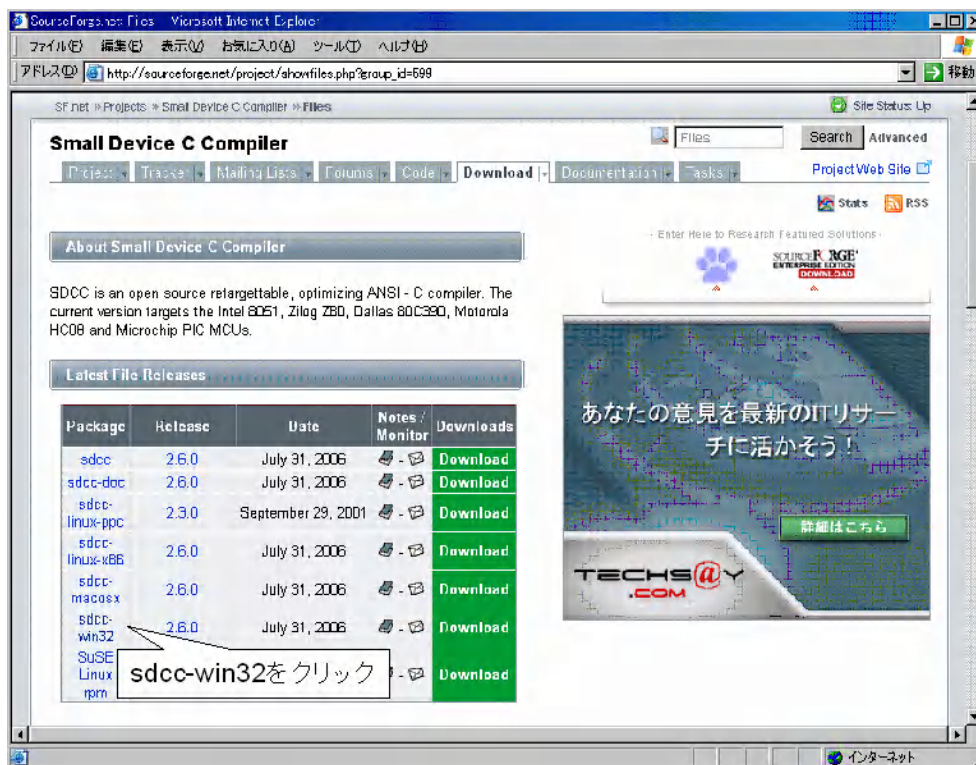 SourceForge.net: Files - Microsoft Internet Explorer
ファイル(F) 編集(E) 表示(V) お気に入り(A) ツール(T) ヘルプ(H)
アドレス(D) http://sourceforge.net/project/showfiles.php?group_id=599 移動
SF.net » Projects » Small Device C Compiler » Files Site Status: Up
Small Device C Compiler
Files Search Advanced
Project Tracker Mailing Lists Forums Code Download Documentation Tasks Project Web Site
Stats RSS
- Enter Here to Research Featured Solutions -
SOURCEFORGE
ENTERPRISE EDITION
DOWNLOAD
About Small Device C Compiler
SDCC is an open source retargettable, optimizing ANSI - C compiler. The
current version targets the Intel 8051, Zilog Z80, Dallas 80C390, Motorola
HC08 and Microchip PIC MCUs.
Latest File Releases
Package Release Date Notes / Monitor Downloads
sdcc 2.6.0 July 31, 2006 - Download
sdcc-doc 2.6.0 July 31, 2006 - Download
sdcc-linux-ppc 2.3.0 September 29, 2001 - Download
sdcc-linux-x86 2.6.0 July 31, 2006 - Download
sdcc-macosx 2.6.0 July 31, 2006 - Download
sdcc-win32 2.6.0 July 31, 2006 - Download
SuSE Linux rpm - Download
sdcc-win32をクリック
あなたの意見を最新のITリサー
チに活かそう！
詳細はこちら
TECHS@Y
.COM
インターネット